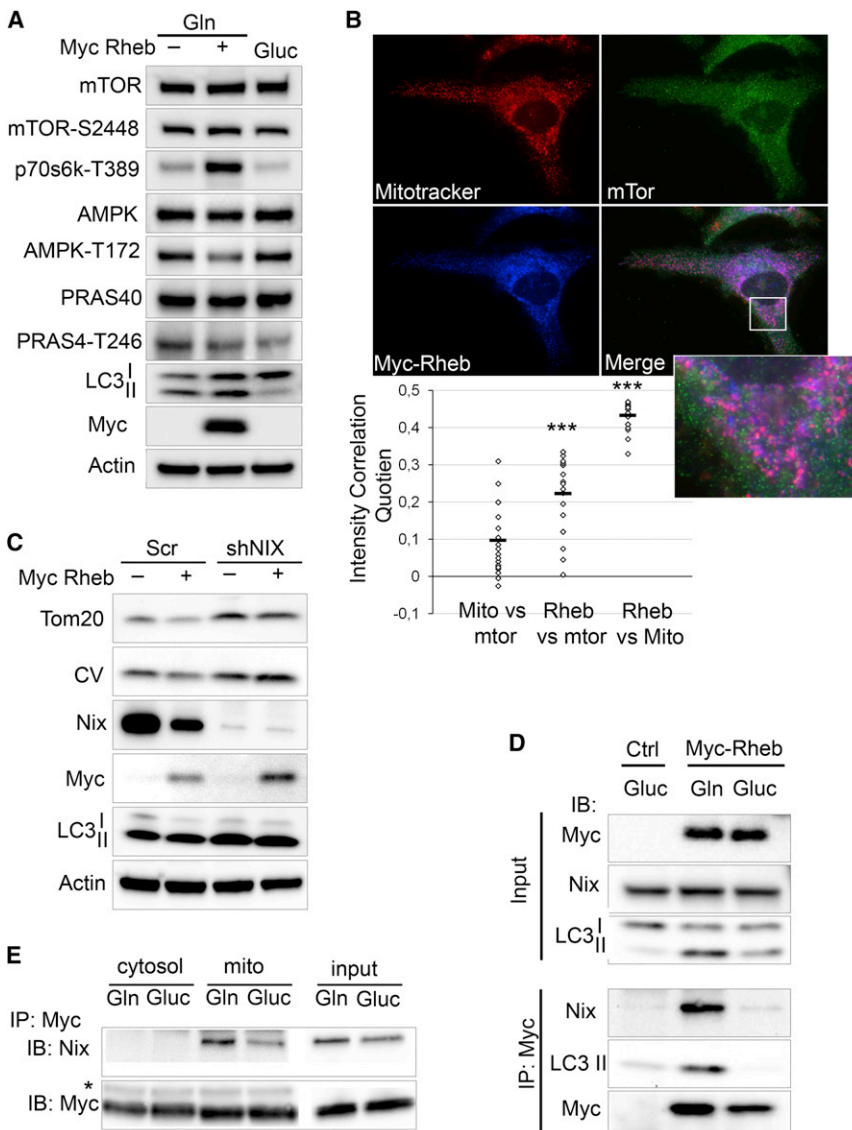 A
Gln
Myc Rheb – + Gluc
mTOR
mTOR-S2448
p70s6k-T389
AMPK
AMPK-T172
PRAS40
PRAS4-T246
LC3 I
II
Myc
Actin
B
Mitotracker
mTor
Myc-Rheb
Merge
Intensity Correlation
Quotien
0,5
0,4
0,3
0,2
0,1
0
-0,1
***
***
Mito vs
mtor
Rheb
vs mtor
Rheb
vs Mito
C
Scr shNIX
Myc Rheb – + – +
Tom20
CV
Nix
Myc
LC3 I
II
Actin
D
Ctrl Myc-Rheb
Gluc Gln Gluc
IB:
Input
Myc
Nix
LC3 I
II
IP: Myc
Nix
LC3 II
Myc
E
cytosol mito input
Gln Gluc Gln Gluc Gln Gluc
IP: Myc
IB: Nix
*
IB: Myc